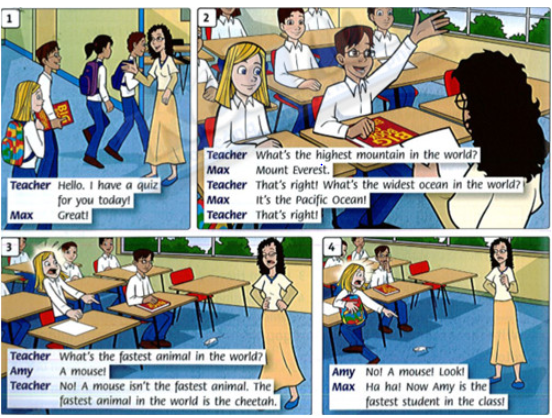 1
Teacher Hello. I have a quiz
for you today!
Max Great!
2
Teacher What's the highest mountain in the world?
Max Mount Everest.
Teacher That's right! What's the widest ocean in the world?
Max It's the Pacific Ocean!
Teacher That's right!
3
Teacher What's the fastest animal in the world?
Amy A mouse!
Teacher No! A mouse isn't the fastest animal. The
fastest animal in the world is the cheetah.
4
Amy No! A mouse! Look!
Max Ha ha! Now Amy is the
fastest student in the class!